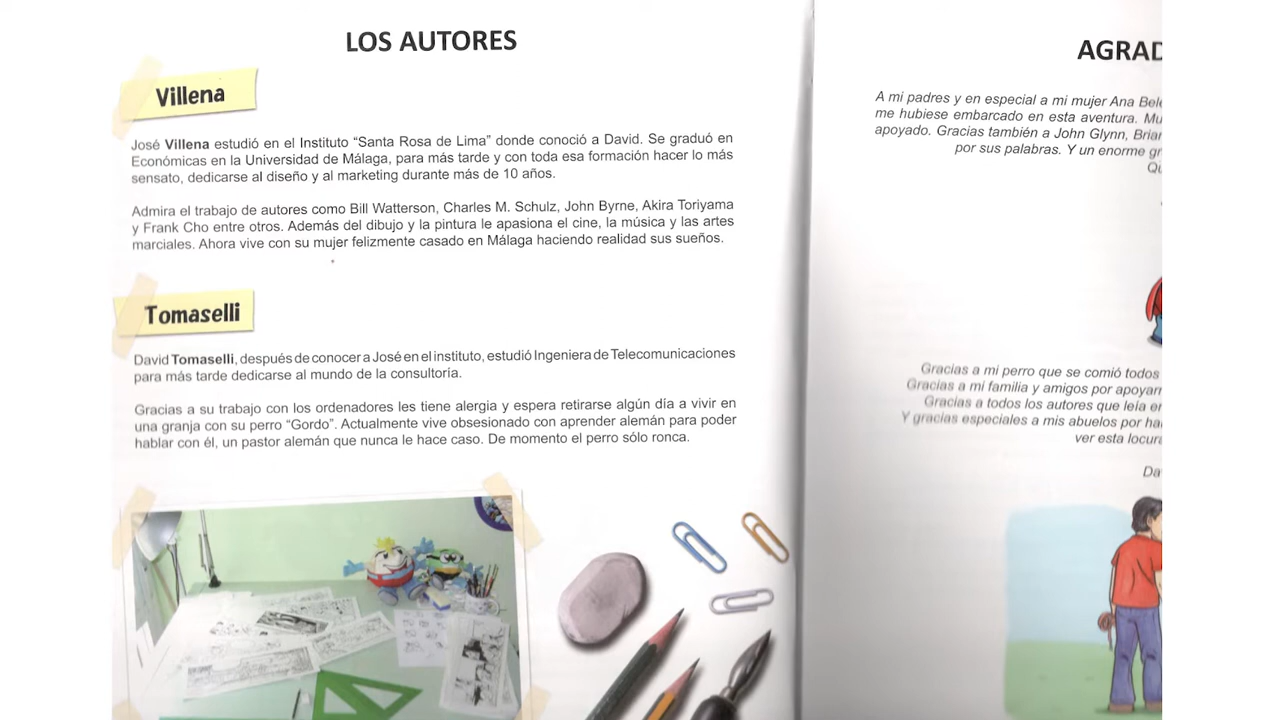 LOS AUTORES
Villena
José Villena estudió en el Instituto “Santa Rosa de Lima” donde conoció a David. Se graduó en
Económicas en la Universidad de Málaga, para más tarde y con toda esa formación hacer lo más
sensato, dedicarse al diseño y al marketing durante más de 10 años.
Admira el trabajo de autores como Bill Watterson, Charles M. Schulz, John Byrne, Akira Toriyama
y Frank Cho entre otros. Además del dibujo y la pintura le apasiona el cine, la música y las artes
marciales. Ahora vive con su mujer felizmente casado en Málaga haciendo realidad sus sueños.
Tomaselli
David Tomaselli, después de conocer a José en el instituto, estudió Ingeniera de Telecomunicaciones
para más tarde dedicarse al mundo de la consultoría.
Gracias a su trabajo con los ordenadores les tiene alergia y espera retirarse algún día a vivir en
una granja con su perro “Gordo”. Actualmente vive obsesionado con aprender alemán para poder
hablar con él, un pastor alemán que nunca le hace caso. De momento el perro sólo ronca.
AGRAD
A mi padres y en especial a mi mujer Ana Bele
me hubiese embarcado en esta aventura. Mu
apoyado. Gracias también a John Glynn, Brian
por sus palabras. Y un enorme gr
Qu
Gracias a mi perro que se comió todos
Gracias a mi familia y amigos por apoyarm
Gracias a todos los autores que leía en
Y gracias especiales a mis abuelos por ha
ver esta locura
Da